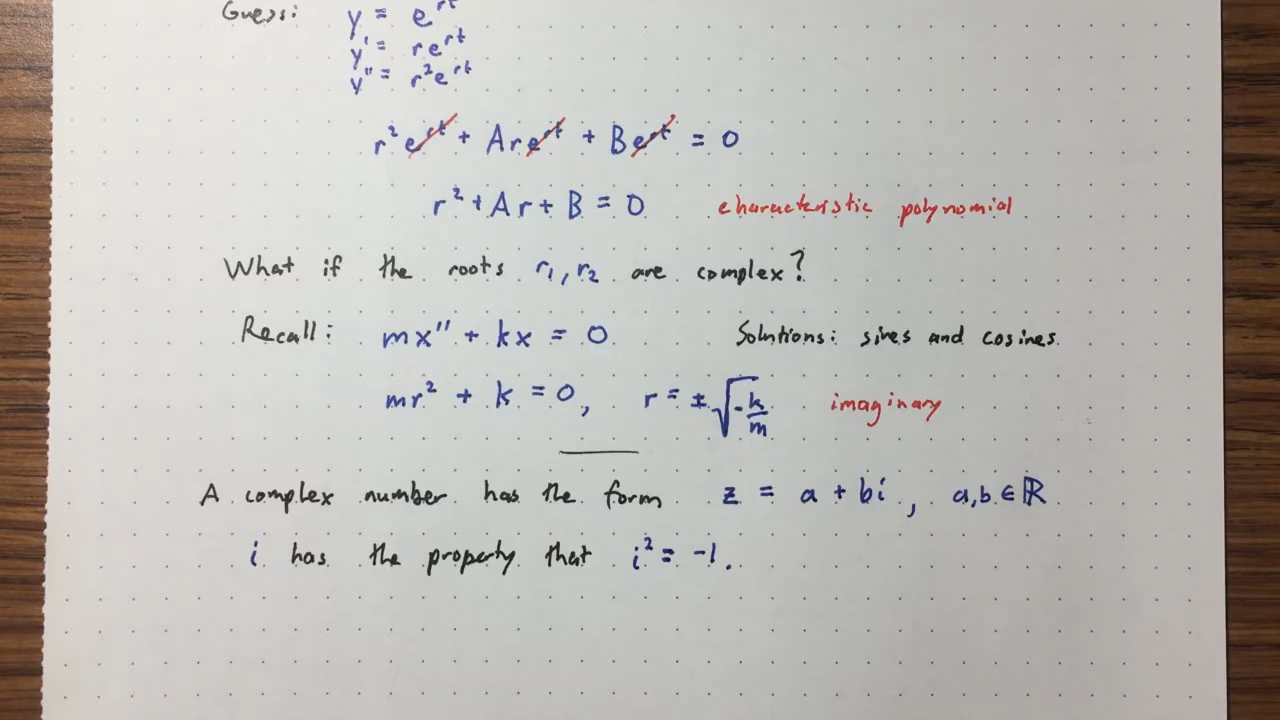 Guess: y = e^{rt}
y' = re^{rt}
y'' = r²e^{rt}
r²e^{rt} + Are^{rt} + Be^{rt} = 0
r² + Ar + B = 0 characteristic polynomial
What if the roots r₁, r₂ are complex?
Recall: mx'' + kx = 0 Solutions: sines and cosines
mr² + k = 0, r = ±√(-k/m) imaginary
A complex number has the form z = a + bi, a,b ∈ ℝ
i has the property that i² = -1.